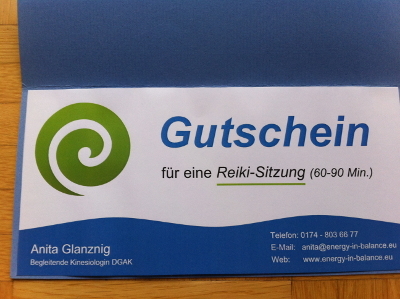 Gutschein
für eine Reiki-Sitzung (60-90 Min.)
Anita Glanznig
Begleitende Kinesiologin DGAK
Telefon: 0174 - 803 66 77
E-Mail: anita@energy-in-balance.eu
Web: www.energy-in-balance.eu